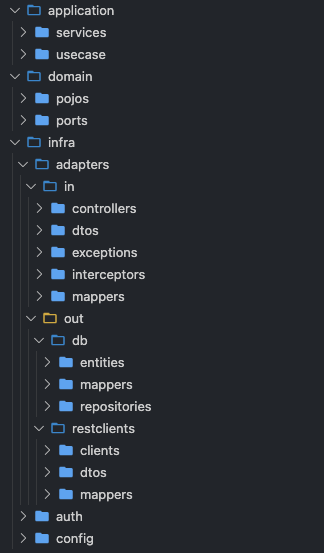 application
services
usecase
domain
pojos
ports
infra
adapters
in
controllers
dtos
exceptions
interceptors
mappers
out
db
entities
mappers
repositories
restclients
clients
dtos
mappers
auth
config